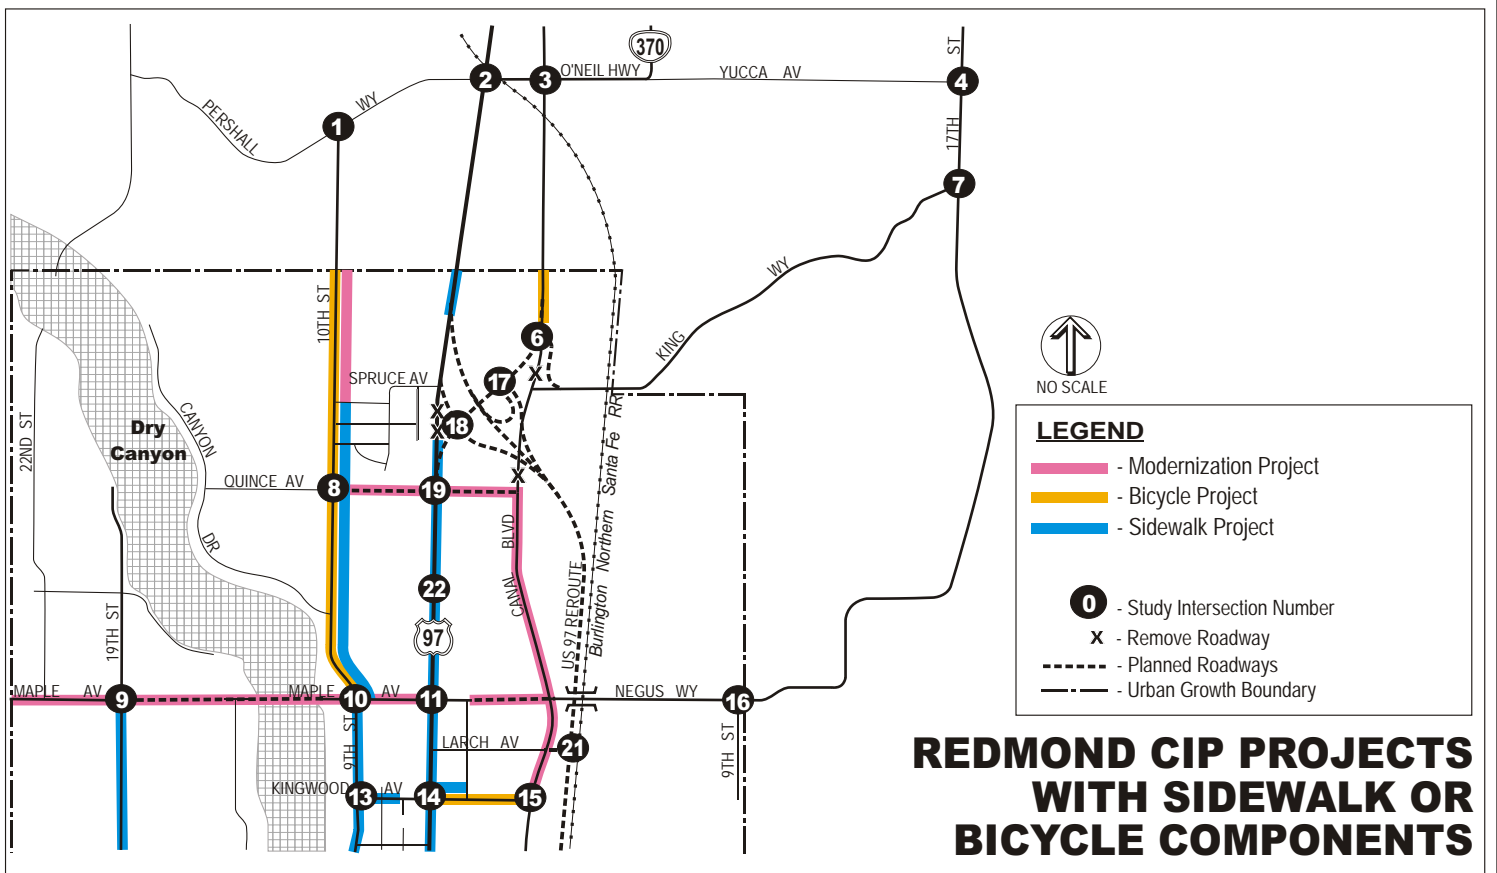 370
ST
2
3
O'NEIL HWY
YUCCA AV
4
PERSHALL
WY
1
17TH
7
WY
10TH ST
6
KING
SPRUCE AV
17
NO SCALE
22ND ST
CANYON
Dry
Canyon
18
Burlington Northern Santa Fe RR
LEGEND
- Modernization Project
- Bicycle Project
- Sidewalk Project
QUINCE AV
8
19
X
X
X
X
DR
CANAL BLVD
22
97
US 97 REROUTE
19TH ST
0
- Study Intersection Number
X
- Remove Roadway
- Planned Roadways
- Urban Growth Boundary
MAPLE AV
9
MAPLE AV
10
11
NEGUS WY
16
9TH ST
LARCH AV
21
9TH ST
KINGWOOD AV
13
14
15
REDMOND CIP PROJECTS
WITH SIDEWALK OR
BICYCLE COMPONENTS